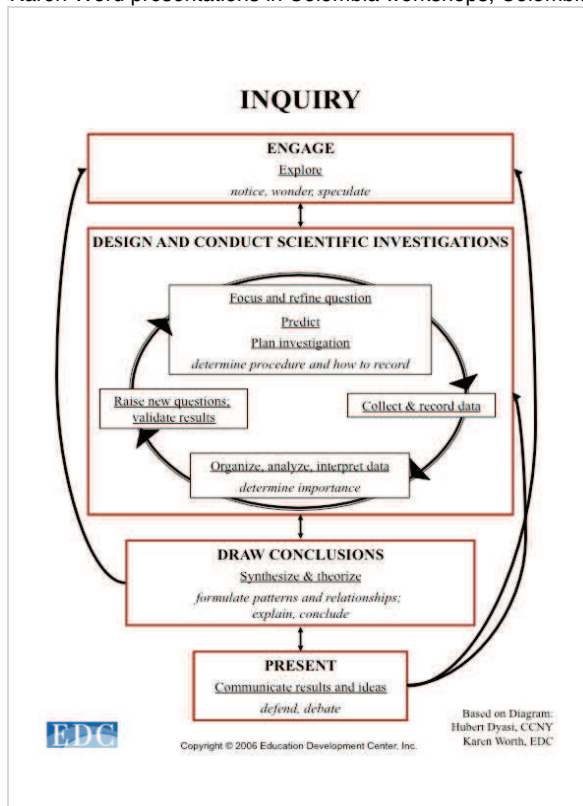 Karen Word presentations in Colombia workshops, Colombi
INQUIRY
ENGAGE
Explore
notice, wonder, speculate
DESIGN AND CONDUCT SCIENTIFIC INVESTIGATIONS
Focus and refine question
Predict
Plan investigation
determine procedure and how to record
Raise new questions;
validate results
Collect & record data
Organize, analyze, interpret data
determine importance
DRAW CONCLUSIONS
Synthesize & theorize
formulate patterns and relationships;
explain, conclude
PRESENT
Communicate results and ideas
defend, debate
EDC
Copyright © 2006 Education Development Center, Inc.
Based on Diagram:
Hubert Dyasi, CCNY
Karen Worth, EDC